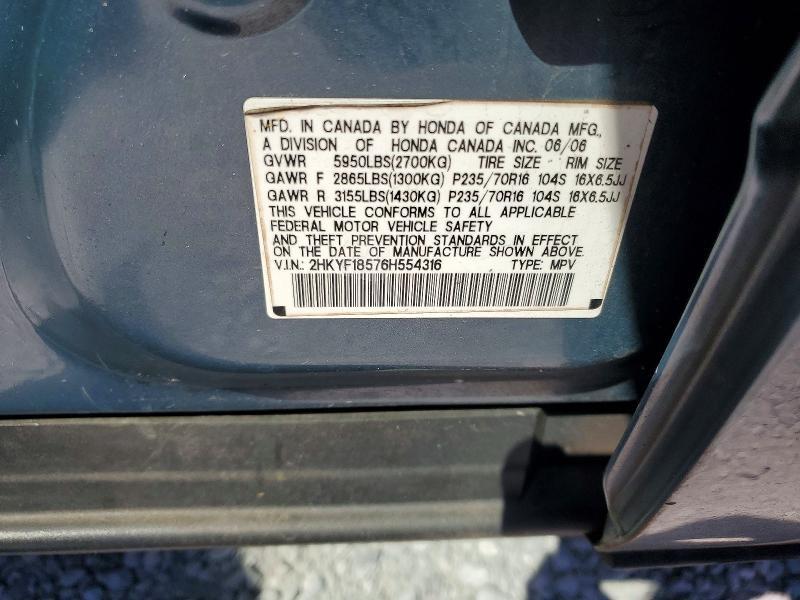 MFD. IN CANADA BY HONDA OF CANADA MFG.,
A DIVISION OF HONDA CANADA INC. 06/06
GVWR 5950LBS(2700KG) TIRE SIZE RIM SIZE
GAWR F 2865LBS(1300KG) P235/70R16 104S 16X6.5JJ
GAWR R 3155LBS(1430KG) P235/70R16 104S 16X6.5JJ
THIS VEHICLE CONFORMS TO ALL APPLICABLE
FEDERAL MOTOR VEHICLE SAFETY
AND THEFT PREVENTION STANDARDS IN EFFECT
ON THE DATE OF MANUFACTURE SHOWN ABOVE.
V.I.N.: 2HKYF18576H554316 TYPE: MPV